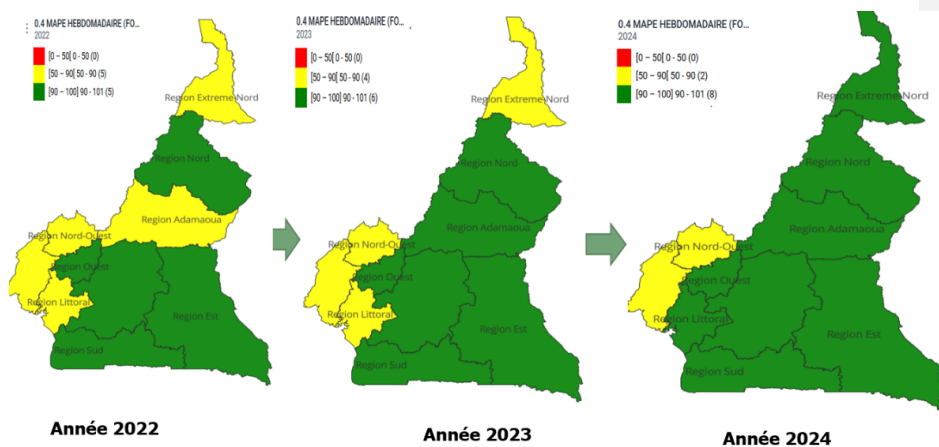 0.4 MAPE HEBDOMADAIRE (FO...
2022
[0 – 50[ 0 - 50 (0)
[50 – 90[ 50 - 90 (5)
[90 – 100] 90 - 101 (5)
Region Extreme-Nord
Region Nord
Region Adamaoua
Region Nord-Ouest
Region Ouest
Region Littoral
Region Est
Region Sud
Année 2022
0.4 MAPE HEBDOMADAIRE (FO...
2023
[0 – 50[ 0 - 50 (0)
[50 – 90[ 50 - 90 (4)
[90 – 100] 90 - 101 (6)
Region Extreme-Nord
Region Nord
Region Adamaoua
Region Nord-Ouest
Region Ouest
Region Littoral
Region Est
Region Sud
Année 2023
0.4 MAPE HEBDOMADAIRE (FO...
2024
[0 – 50[ 0 - 50 (0)
[50 – 90[ 50 - 90 (2)
[90 – 100] 90 - 101 (8)
Region Extreme-Nord
Region Nord
Region Adamaoua
Region Nord-Ouest
Region Ouest
Region Littoral
Region Est
Region Sud
Année 2024